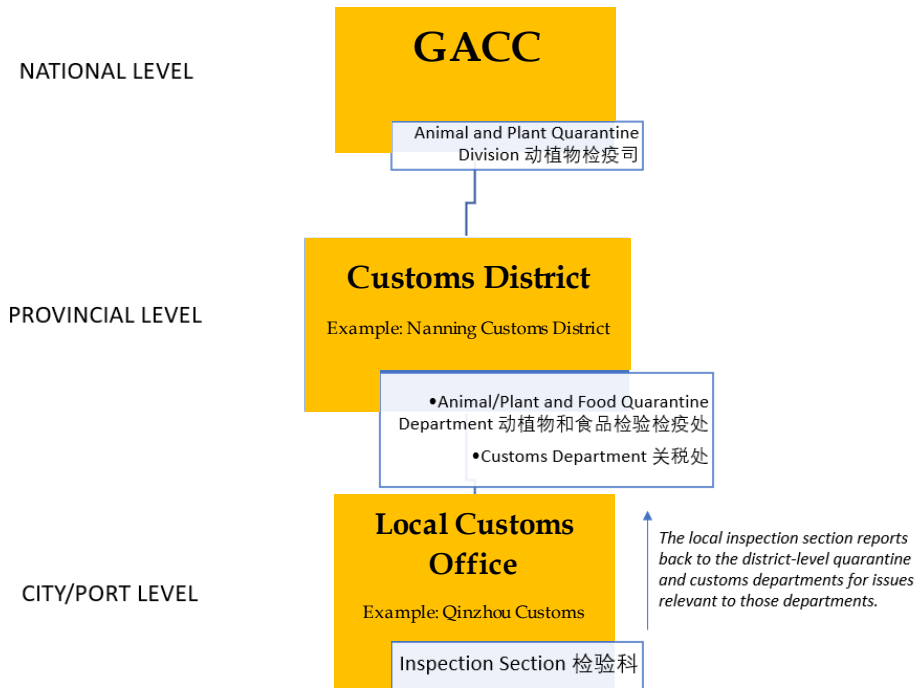 GACC
NATIONAL LEVEL
Animal and Plant Quarantine
Division 动植物检疫司
Customs District
PROVINCIAL LEVEL
Example: Nanning Customs District
•Animal/Plant and Food Quarantine
Department 动植物和食品检验检疫处
•Customs Department 关税处
Local Customs
Office
The local inspection section reports
back to the district-level quarantine
and customs departments for issues
relevant to those departments.
CITY/PORT LEVEL
Example: Qinzhou Customs
Inspection Section 检验科